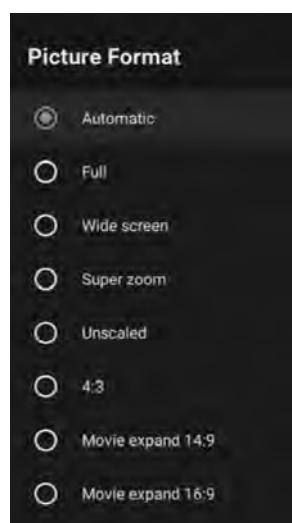 Picture Format
Automatic
Full
Wide screen
Super zoom
Unscaled
4:3
Movie expand 14:9
Movie expand 16:9